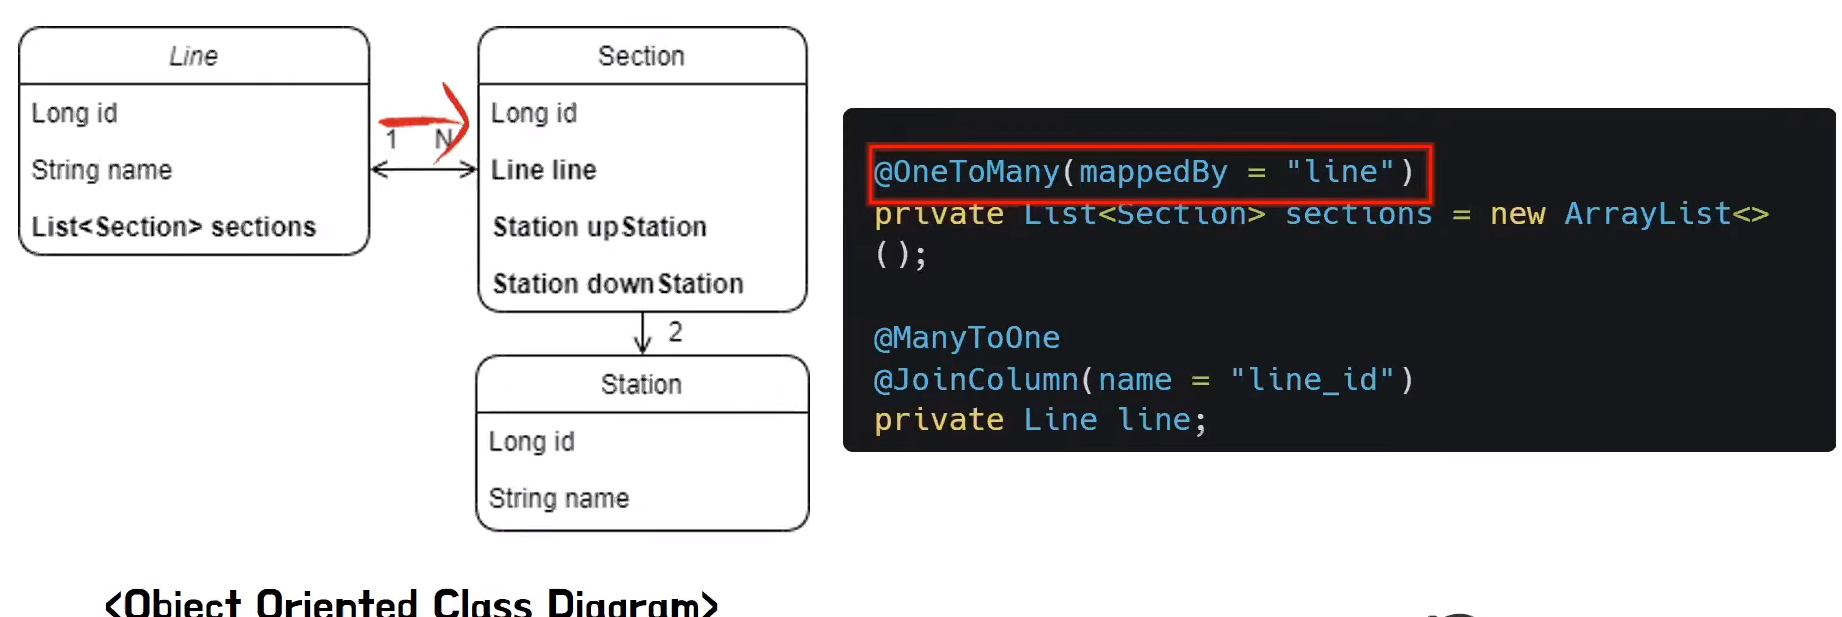 Line
Long id
String name
List<Section> sections
1 N
Section
Long id
Line line
Station upStation
Station downStation
2
Station
Long id
String name
<Object Oriented Class Diagram>
@OneToMany(mappedBy = "line")
private List<Section> sections = new ArrayList<>
();
@ManyToOne
@JoinColumn(name = "line_id")
private Line line;